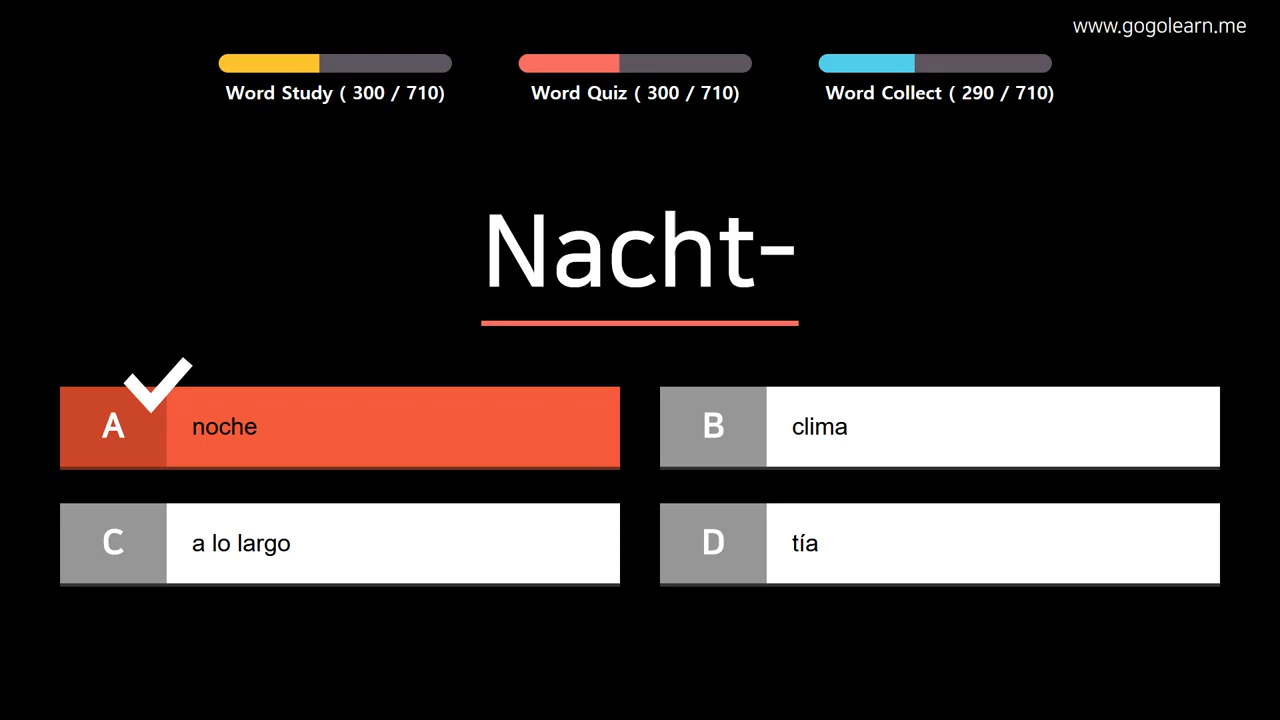 www.gogolearn.me
Word Study ( 300 / 710)
Word Quiz ( 300 / 710)
Word Collect ( 290 / 710)
Nacht-
A noche
B clima
C a lo largo
D tía